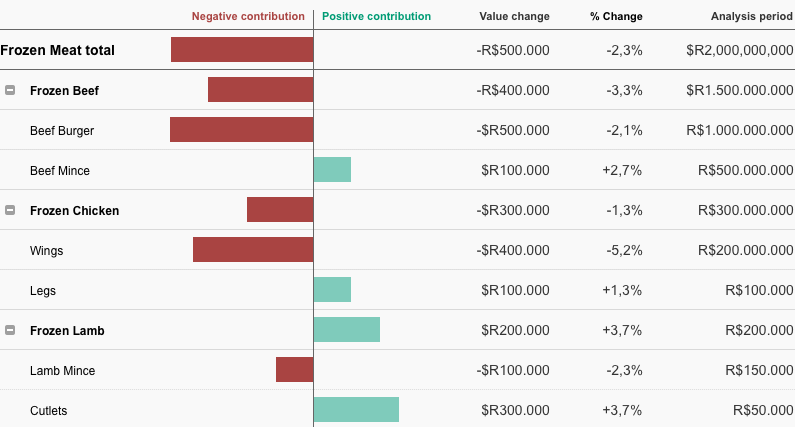 Negative contribution Positive contribution Value change % Change Analysis period
Frozen Meat total -R$500.000 -2,3% $R2,000,000,000
Frozen Beef -R$400.000 -3,3% $R1.500.000.000
Beef Burger -$R500.000 -2,1% R$1.000.000.000
Beef Mince $R100.000 +2,7% R$500.000.000
Frozen Chicken -$R300.000 -1,3% R$300.000.000
Wings -$R400.000 -5,2% R$200.000.000
Legs $R100.000 +1,3% R$100.000
Frozen Lamb $R200.000 +3,7% R$200.000
Lamb Mince -$R100.000 -2,3% R$150.000
Cutlets $R300.000 +3,7% R$50.000